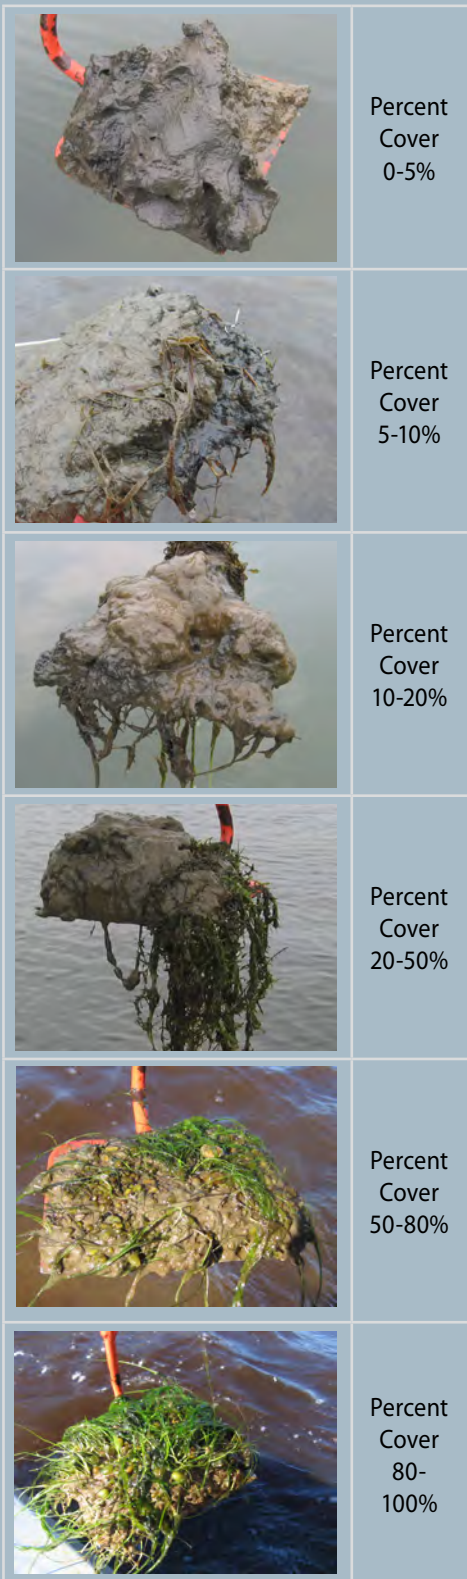 Percent
Cover
0-5%
Percent
Cover
5-10%
Percent
Cover
10-20%
Percent
Cover
20-50%
Percent
Cover
50-80%
Percent
Cover
80-
100%